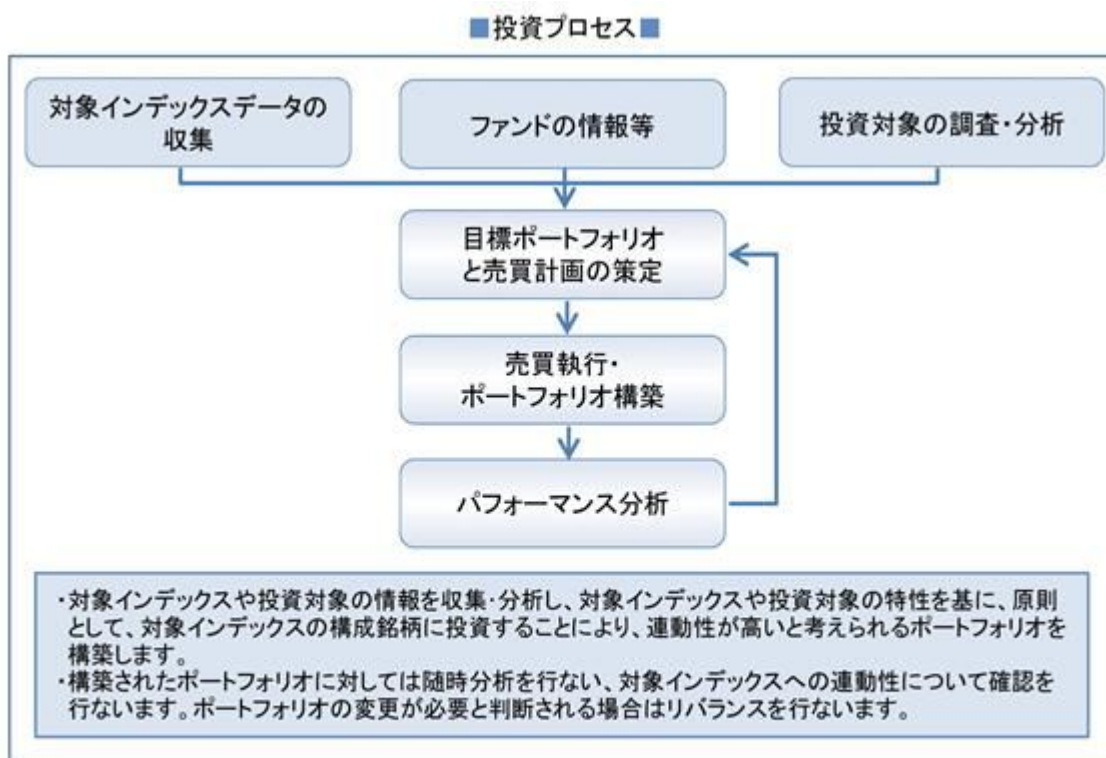 ■投資プロセス■
対象インデックスデータの
収集
ファンドの情報等
投資対象の調査・分析
目標ポートフォリオ
と売買計画の策定
売買執行・
ポートフォリオ構築
パフォーマンス分析
・対象インデックスや投資対象の情報を収集・分析し、対象インデックスや投資対象の特性を基に、原則
として、対象インデックスの構成銘柄に投資することにより、連動性が高いと考えられるポートフォリオを
構築します。
・構築されたポートフォリオに対しては随時分析を行ない、対象インデックスへの連動性について確認を
行ないます。ポートフォリオの変更が必要と判断される場合はリバランスを行ないます。